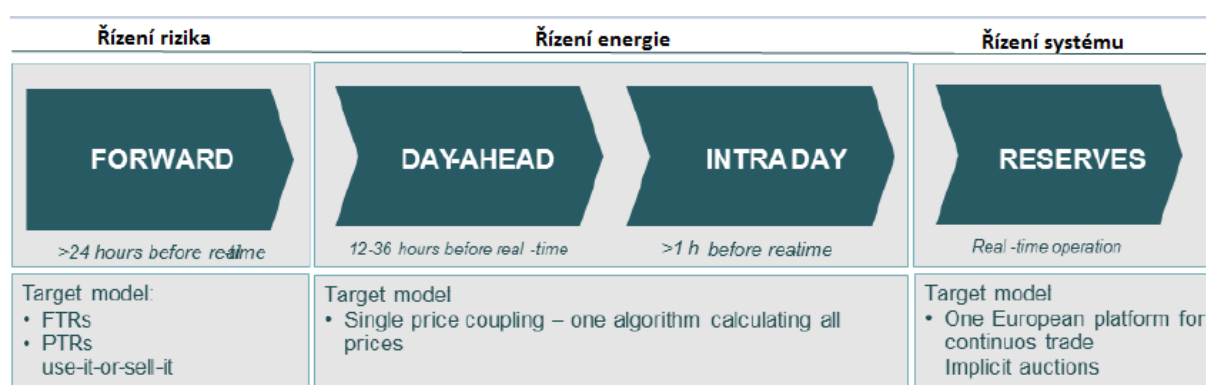 Řízení rizika
Řízení energie
Řízení systému
FORWARD
DAY-AHEAD
INTRADAY
RESERVES
>24 hours before realtime
12-36 hours before real -time
>1 h before reatime
Real -time operation
Target model:
• FTRs
• PTRs
use-it-or-sell-it
Target model
• Single price coupling – one algorithm calculating all
prices
Target model
• One European platform for
continuos trade
Implicit auctions